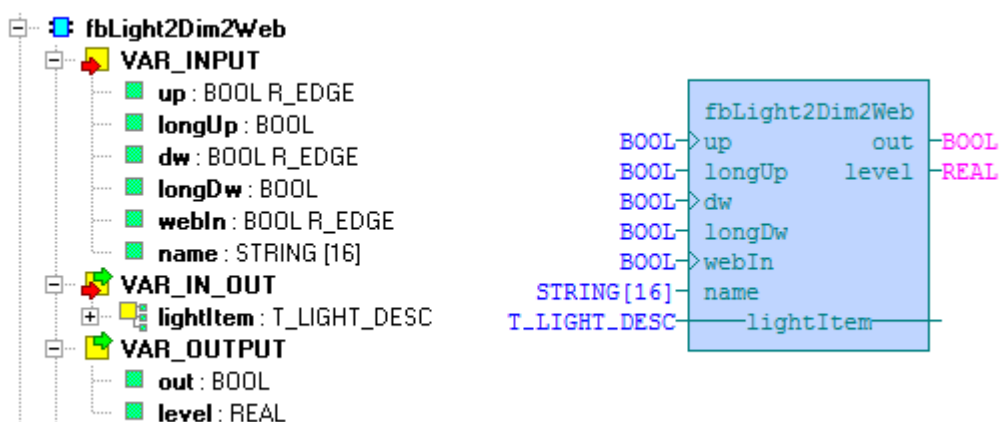 fbLight2Dim2Web
VAR_INPUT
up : BOOL R_EDGE
longUp : BOOL
dw : BOOL R_EDGE
longDw : BOOL
webIn : BOOL R_EDGE
name : STRING [16]
VAR_IN_OUT
lightItem : T_LIGHT_DESC
VAR_OUTPUT
out : BOOL
level : REAL
fbLight2Dim2Web
BOOL up out BOOL
BOOL longUp level REAL
BOOL dw
BOOL longDw
BOOL webIn
STRING[16] name
T_LIGHT_DESC lightItem